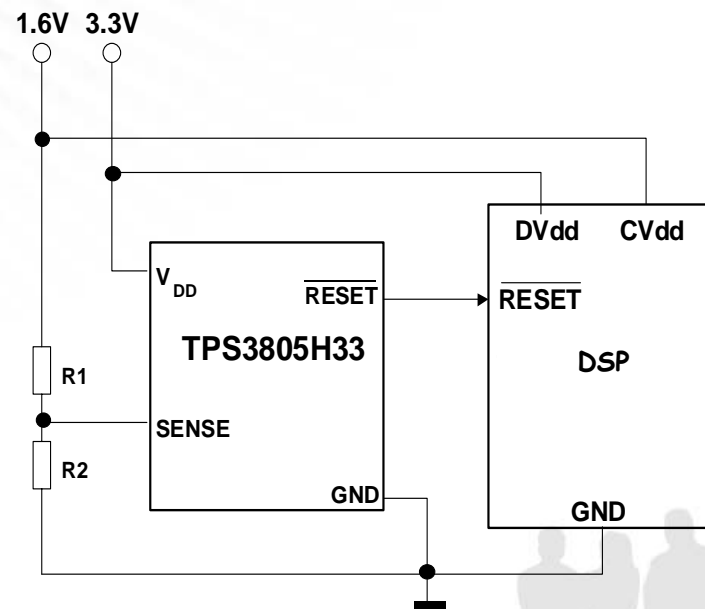 1.6V 3.3V
DVdd CVdd
VDD
RESET
RESET
TPS3805H33
DSP
R1
SENSE
R2
GND
GND